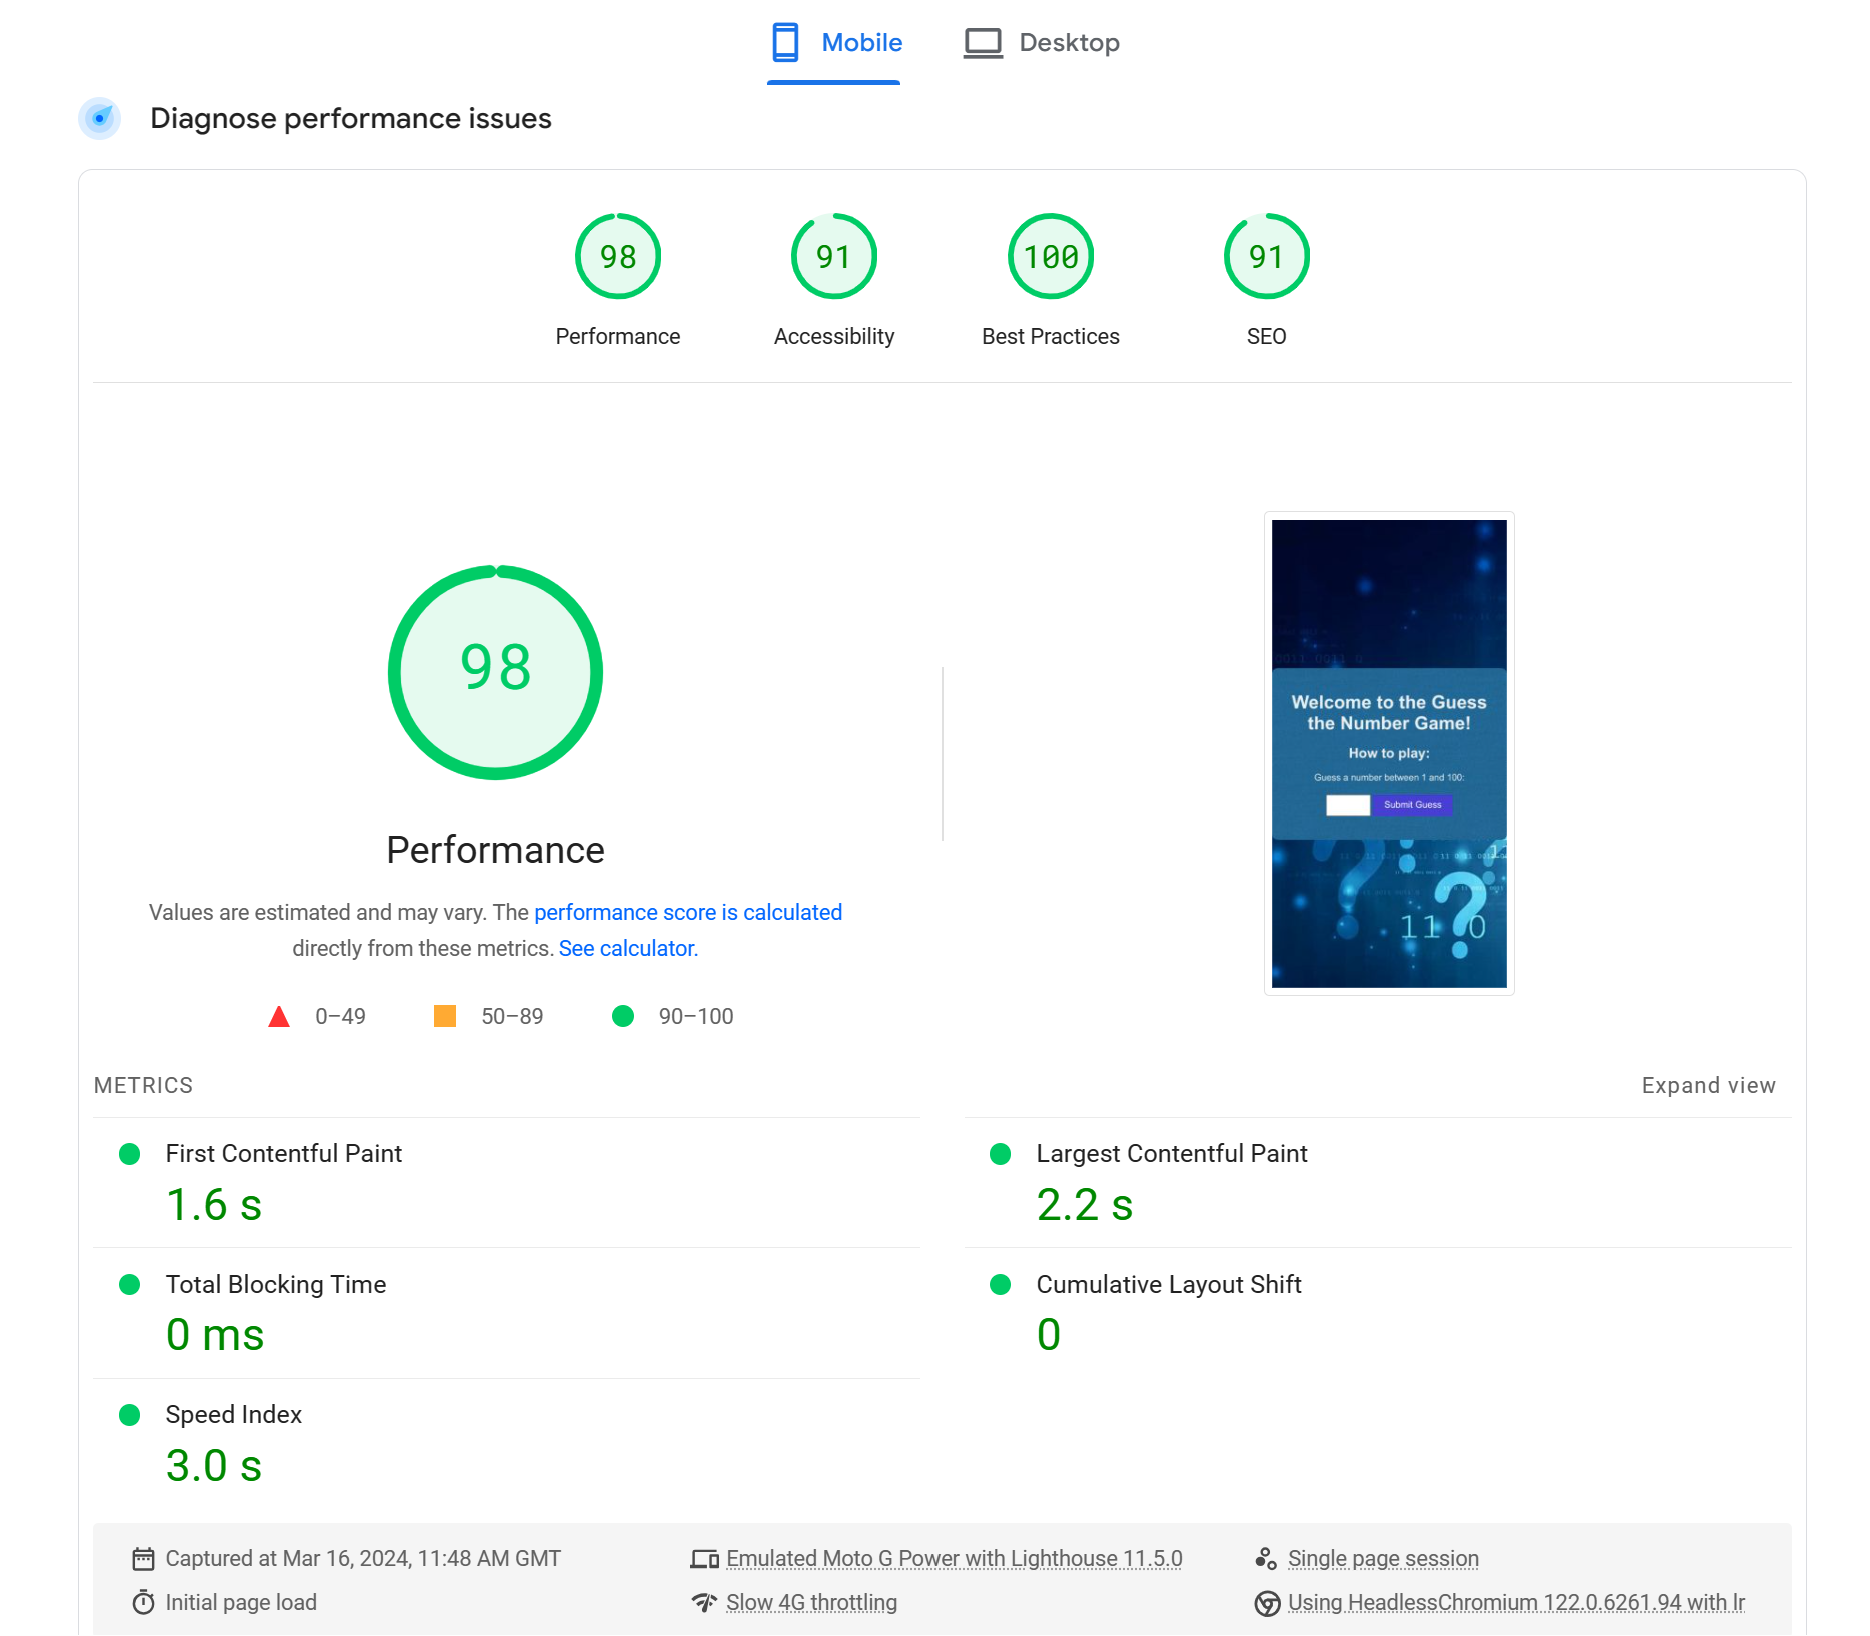 Mobile
Desktop
Diagnose performance issues
98
91
100
91
Performance
Accessibility
Best Practices
SEO
98
Performance
Values are estimated and may vary. The performance score is calculated
directly from these metrics. See calculator.
0–49
50–89
90–100
Welcome to the Guess
the Number Game!
How to play:
Guess a number between 1 and 100:
Submit Guess
METRICS
Expand view
First Contentful Paint
1.6 s
Largest Contentful Paint
2.2 s
Total Blocking Time
0 ms
Cumulative Layout Shift
0
Speed Index
3.0 s
Captured at Mar 16, 2024, 11:48 AM GMT
Emulated Moto G Power with Lighthouse 11.5.0
Single page session
Initial page load
Slow 4G throttling
Using HeadlessChromium 122.0.6261.94 with lr